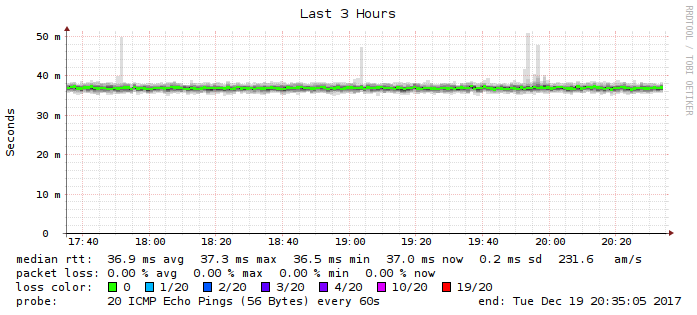 Last 3 Hours
RRDTOOL / TOBI OETIKER
Seconds
50 m
40 m
30 m
20 m
10 m
0
17:40 18:00 18:20 18:40 19:00 19:20 19:40 20:00 20:20
median rtt: 36.9 ms avg 37.3 ms max 36.5 ms min 37.0 ms now 0.2 ms sd 231.6 am/s
packet loss: 0.00 % avg 0.00 % max 0.00 % min 0.00 % now
loss color: 0 1/20 2/20 3/20 4/20 10/20 19/20
probe: 20 ICMP Echo Pings (56 Bytes) every 60s end: Tue Dec 19 20:35:05 2017